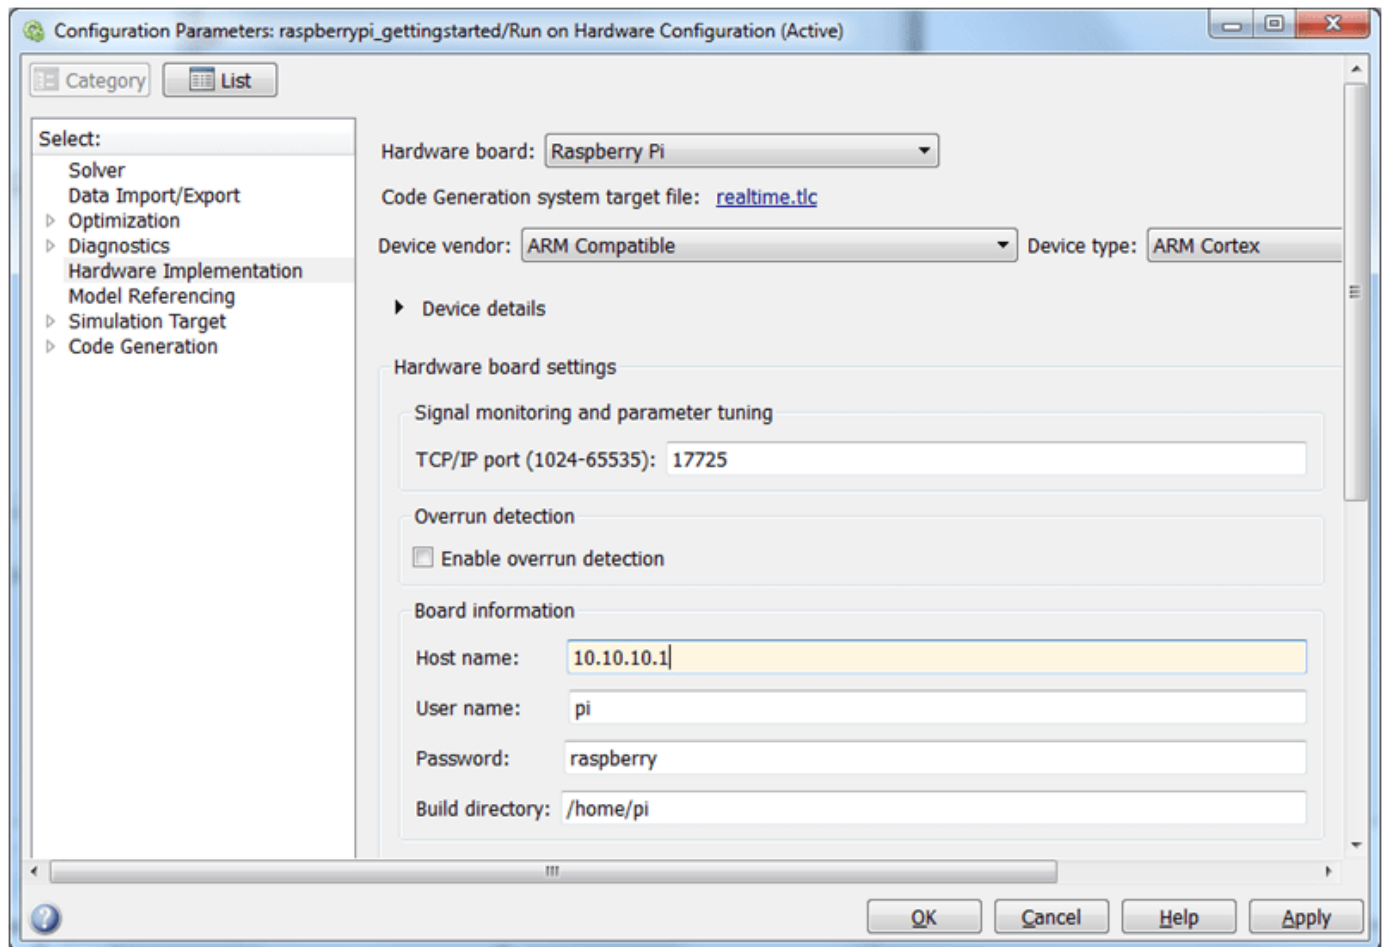 Configuration Parameters: raspberrypi_gettingstarted/Run on Hardware Configuration (Active)
Category List
Select:
Solver
Data Import/Export
Optimization
Diagnostics
Hardware Implementation
Model Referencing
Simulation Target
Code Generation
Hardware board: Raspberry Pi
Code Generation system target file: realtime.tlc
Device vendor: ARM Compatible Device type: ARM Cortex
Device details
Hardware board settings
Signal monitoring and parameter tuning
TCP/IP port (1024-65535): 17725
Overrun detection
Enable overrun detection
Board information
Host name: 10.10.10.1
User name: pi
Password: raspberry
Build directory: /home/pi
OK Cancel Help Apply